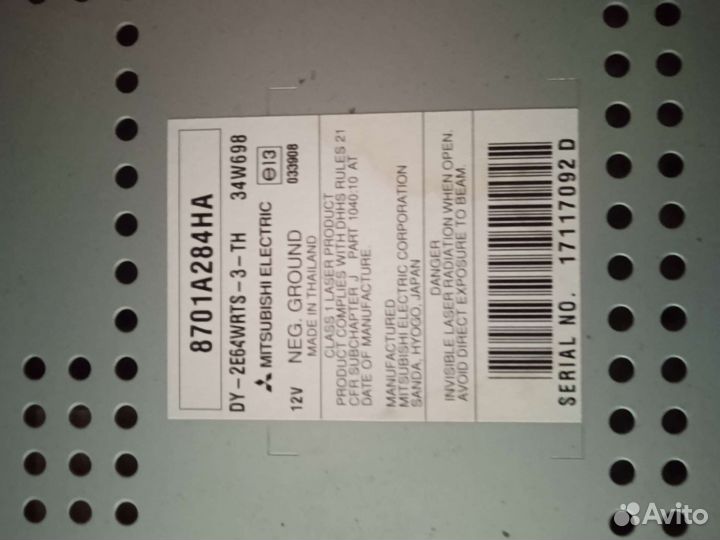 8701A284HA
DY-2E64WRTS-3-TH 34W698
MITSUBISHI ELECTRIC e13
12V NEG. GROUND 033908
MADE IN THAILAND
CLASS 1 LASER PRODUCT
PRODUCT COMPLIES WITH DHHS RULES 21
CFR SUBCHAPTER J PART 1040:10 AT
DATE OF MANUFACTURE.
MANUFACTURED
MITSUBISHI ELECTRIC CORPORATION
SANDA, HYOGO, JAPAN
DANGER
INVISIBLE LASER RADIATION WHEN OPEN.
AVOID DIRECT EXPOSURE TO BEAM.
SERIAL NO. 17117092 D
Avito